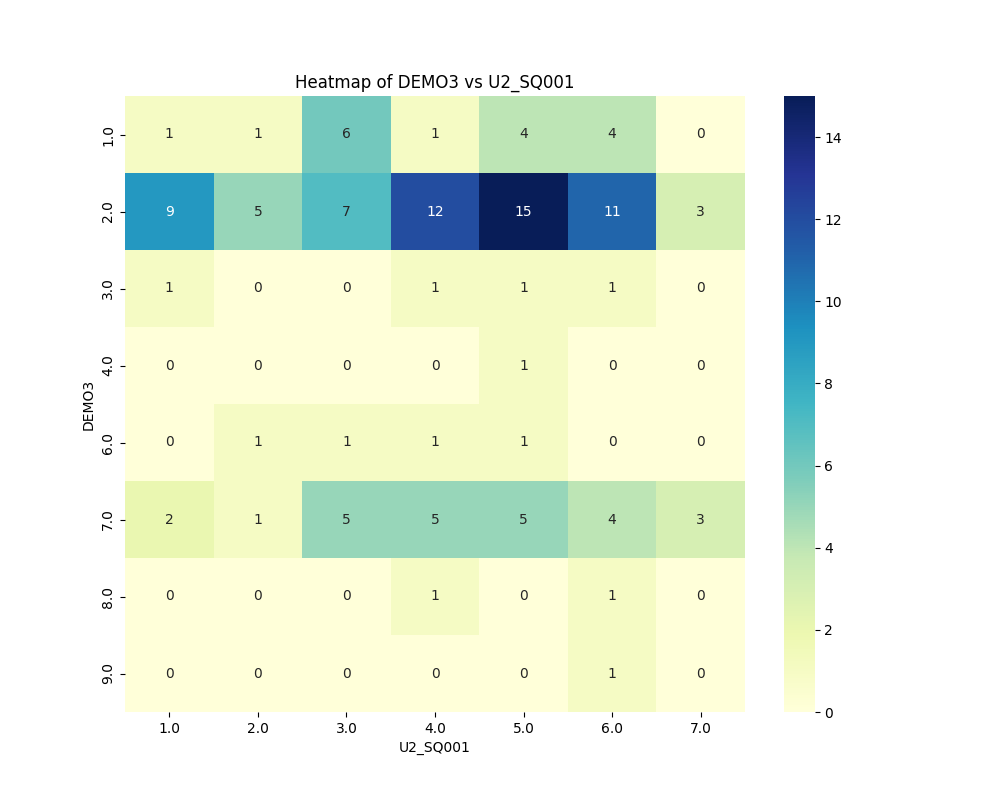 Heatmap of DEMO3 vs U2_SQ001
1.0 1 1 6 1 4 4 0
2.0 9 5 7 12 15 11 3
3.0 1 0 0 1 1 1 0
4.0 0 0 0 0 1 0 0
6.0 0 1 1 1 1 0 0
7.0 2 1 5 5 5 4 3
8.0 0 0 0 1 0 1 0
9.0 0 0 0 0 0 1 0
DEMO3
1.0 2.0 3.0 4.0 5.0 6.0 7.0
U2_SQ001
14
12
10
8
6
4
2
0